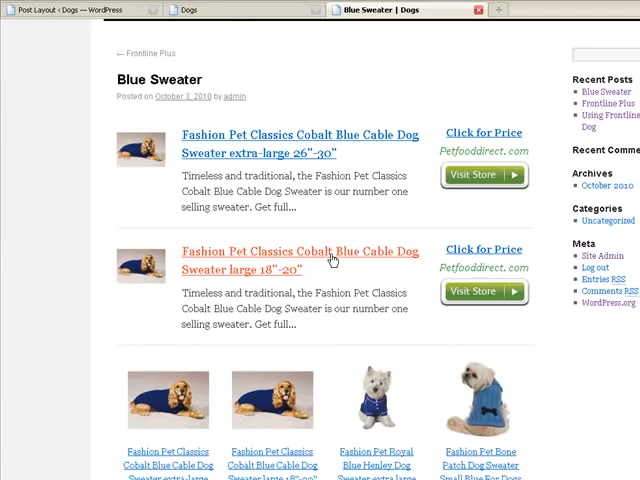 Post Layout ‹ Dogs — WordPress
Dogs
Blue Sweater | Dogs
← Frontline Plus
Blue Sweater
Posted on October 3, 2010 by admin
Fashion Pet Classics Cobalt Blue Cable Dog
Sweater extra-large 26"-30"
Timeless and traditional, the Fashion Pet Classics
Cobalt Blue Cable Dog Sweater is our number one
selling sweater. Get full...
Click for Price
Petfooddirect.com
Visit Store
Fashion Pet Classics Cobalt Blue Cable Dog
Sweater large 18"-20"
Timeless and traditional, the Fashion Pet Classics
Cobalt Blue Cable Dog Sweater is our number one
selling sweater. Get full...
Click for Price
Petfooddirect.com
Visit Store
Fashion Pet Classics
Cobalt Blue Cable Dog
Sweater extra-large
Fashion Pet Classics
Cobalt Blue Cable Dog
Sweater large 18"-20"
Fashion Pet Royal
Blue Henley Dog
Sweater extra large
Fashion Pet Bone
Patch Dog Sweater
Small Blue For Dogs
Recent Posts
Blue Sweater
Frontline Plus
Using Frontline
Dog
Recent Comme
Archives
October 2010
Categories
Uncategorized
Meta
Site Admin
Log out
Entries RSS
Comments RSS
WordPress.org